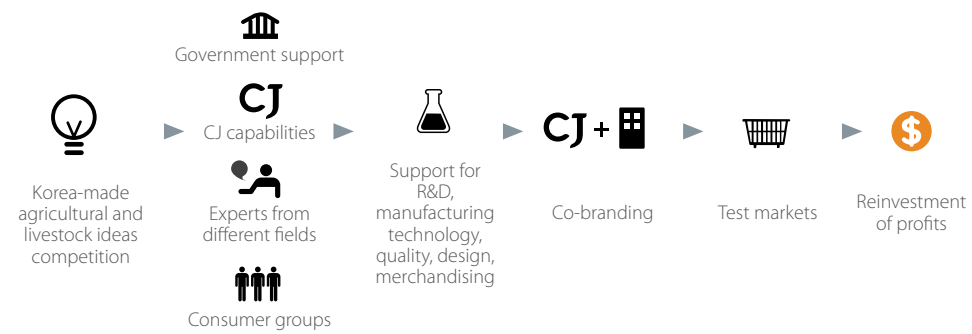 Korea-made
agricultural and
livestock ideas
competition
Government support
CJ
CJ capabilities
Experts from
different fields
Consumer groups
Support for
R&D,
manufacturing
technology,
quality, design,
merchandising
CJ +
Co-branding
Test markets
$
Reinvestment
of profits